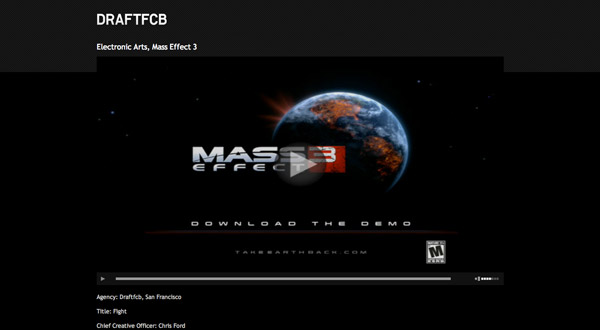 DRAFTFCB
Electronic Arts, Mass Effect 3
MASS 3
EFFECT
DOWNLOAD THE DEMO
TAKEEARTHBACK.COM
M
Agency: Draftfcb, San Francisco
Title: Fight
Chief Creative Officer: Chris Ford